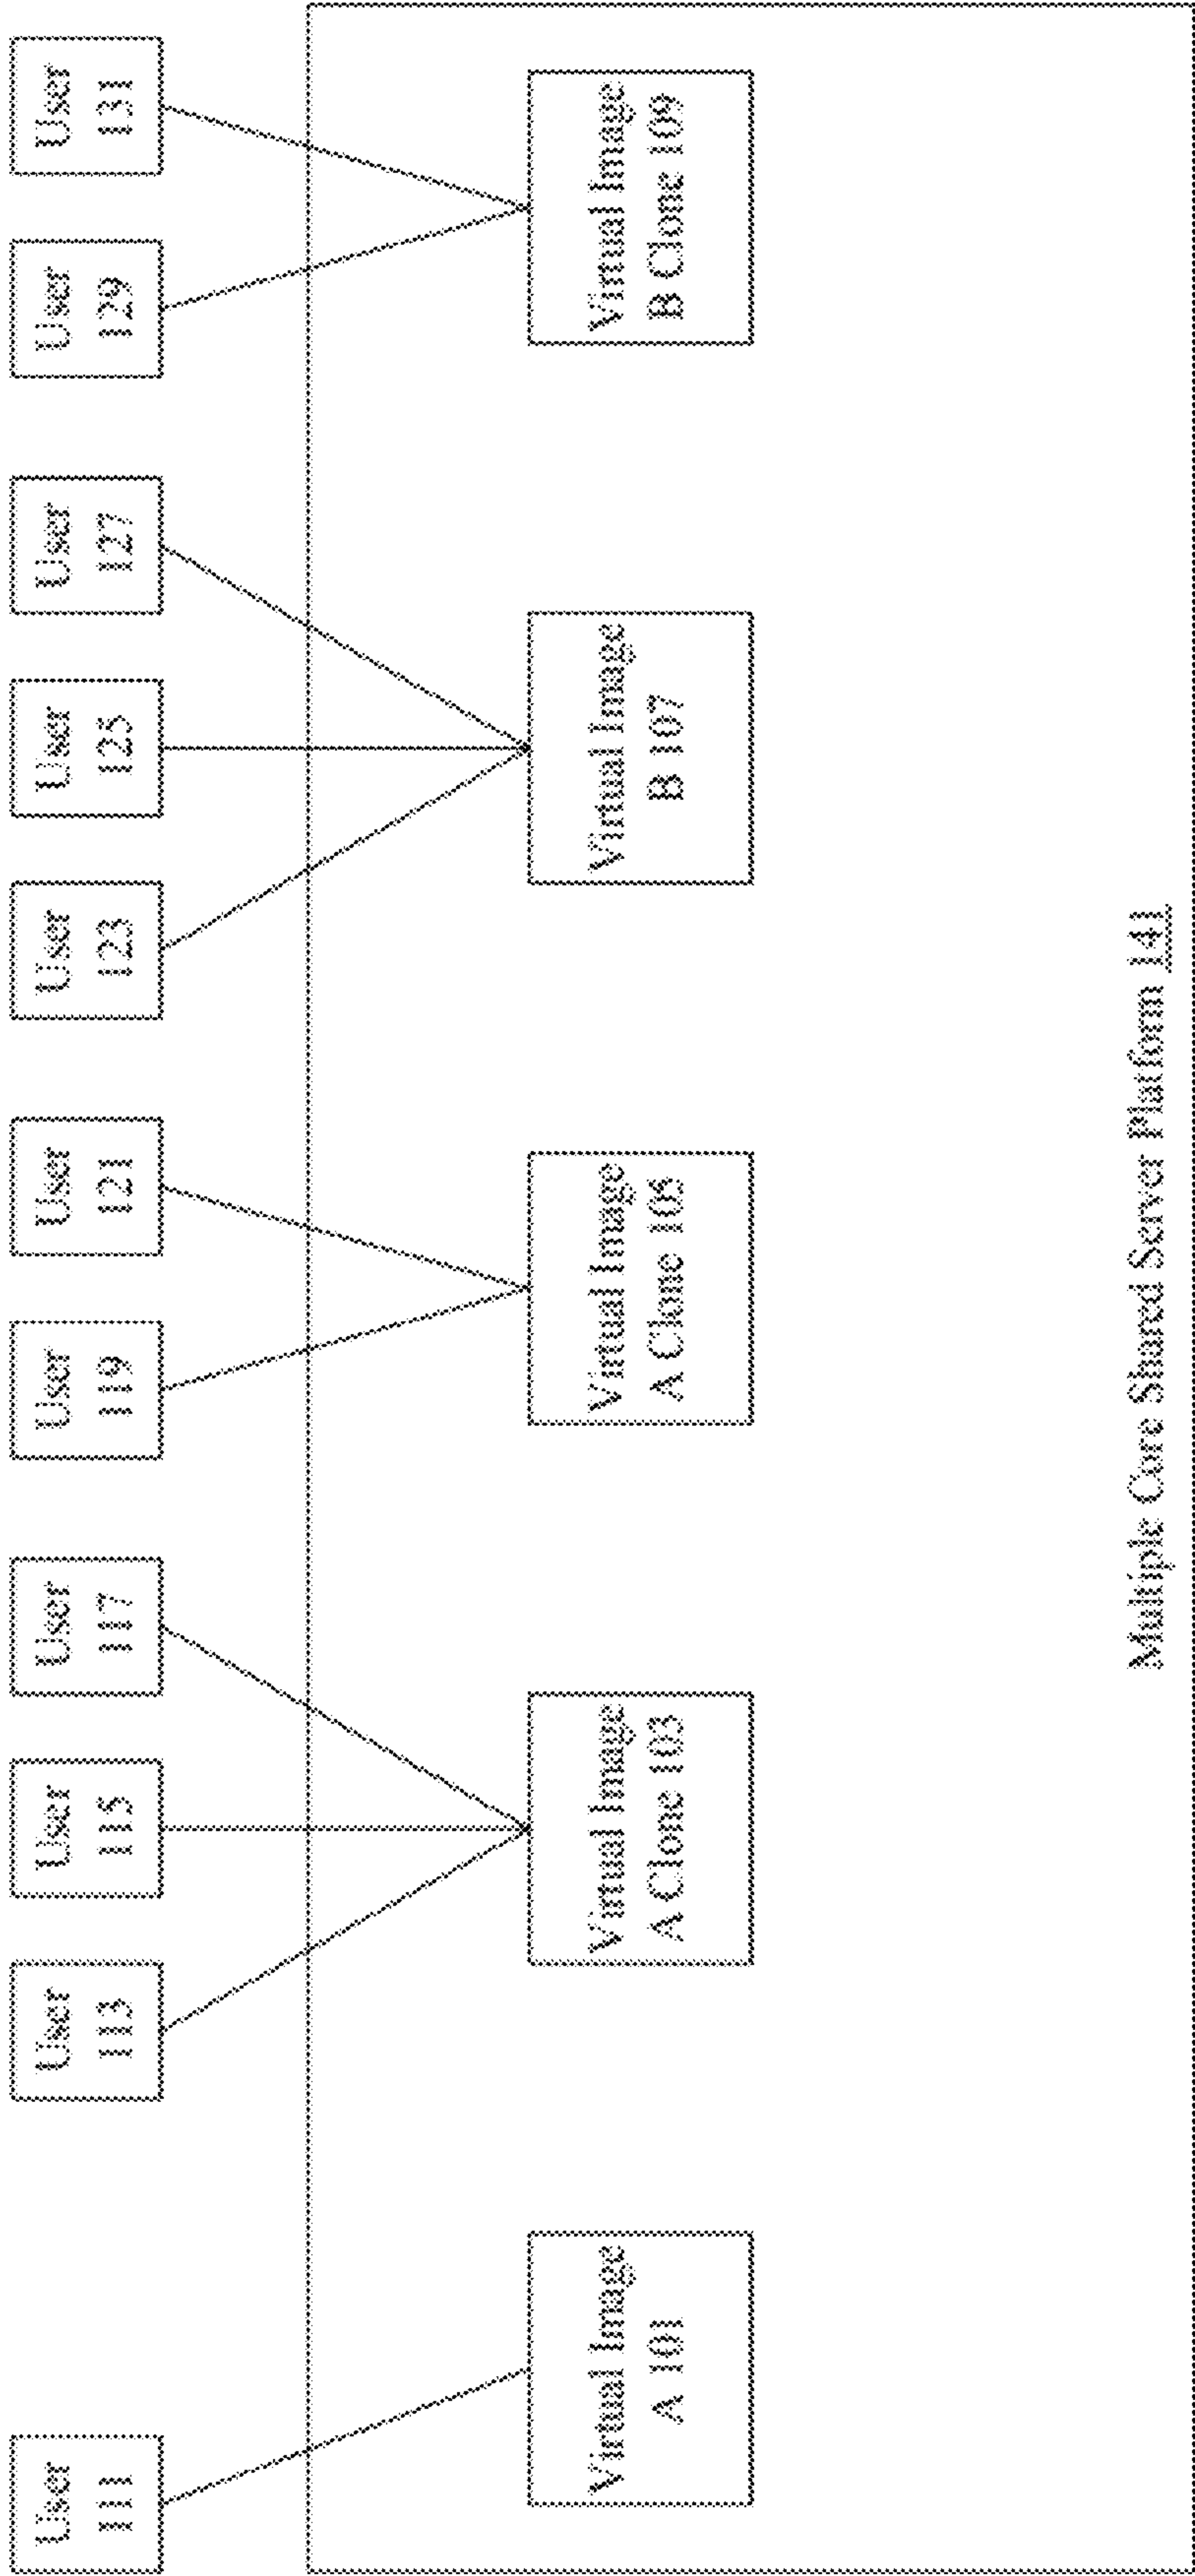 User
111
User
113
User
115
User
117
User
119
User
121
User
123
User
125
User
127
User
129
User
131
Virtual Image
A 101
Virtual Image
A Clone 103
Virtual Image
A Clone 105
Virtual Image
B 107
Virtual Image
B Clone 109
Multiple Core Shared Server Platform 141